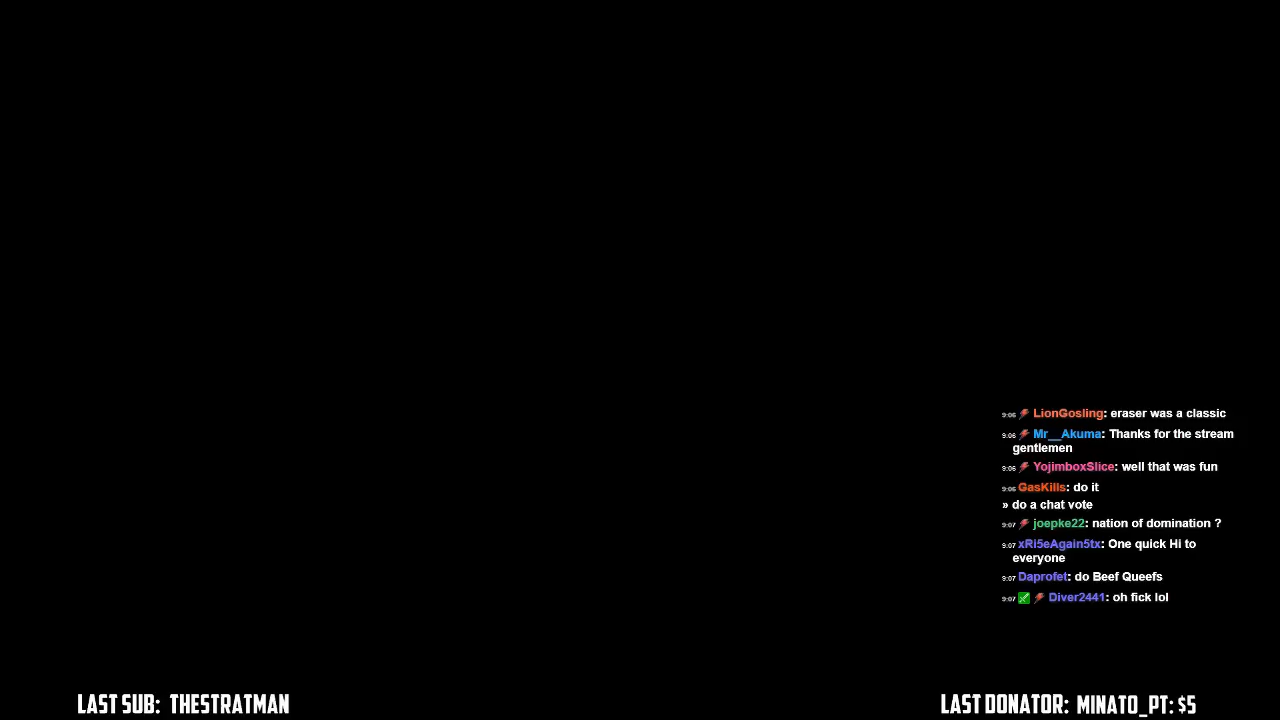 9:06 LionGosling: eraser was a classic
9:06 Mr__Akuma: Thanks for the stream
gentlemen
9:06 YojimboxSlice: well that was fun
9:06 GasKills: do it
» do a chat vote
9:07 joepke22: nation of domination ?
9:07 xRi5eAgain5tx: One quick Hi to
everyone
9:07 Daprofet: do Beef Queefs
9:07 Diver2441: oh fick lol
LAST SUB: THESTRATMAN
LAST DONATOR: MINATO_PT: $5